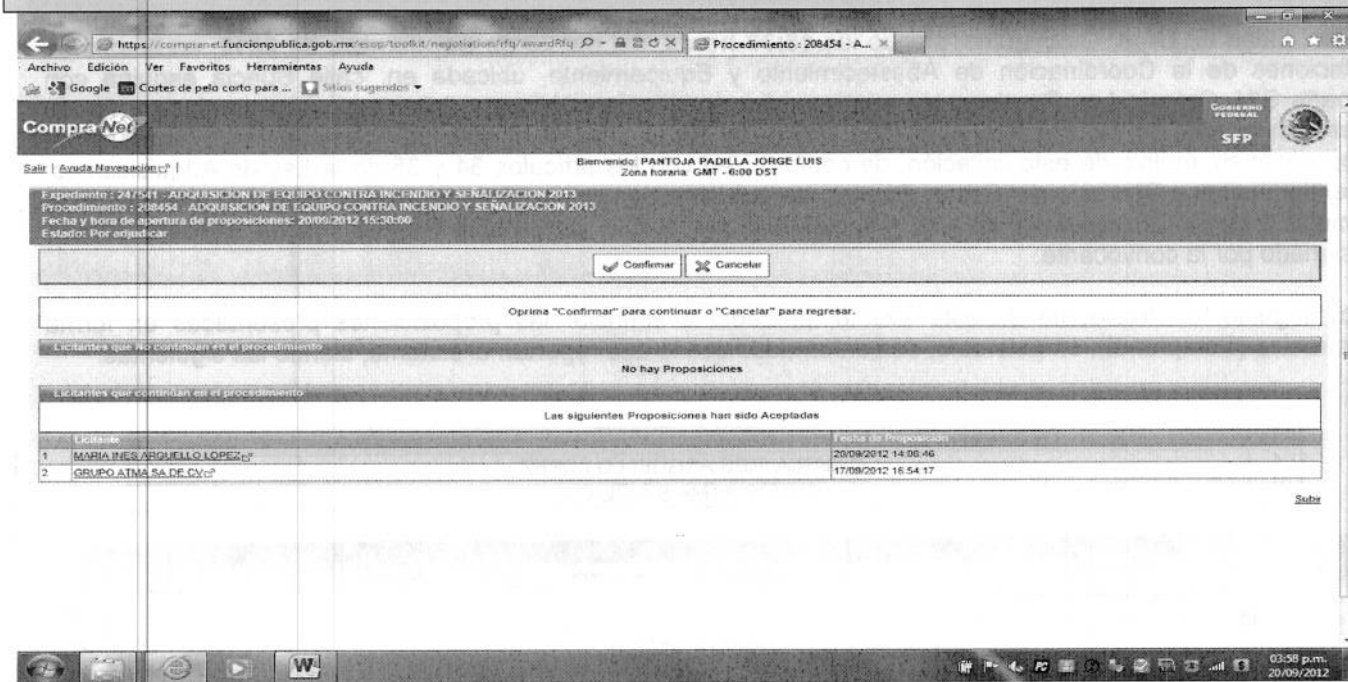 https://compranet.funcionpublica.gob.mx/esop/toolkit/negotiation/rfq/awardRfq
Procedimiento : 208454 - A...
Archivo Edición Ver Favoritos Herramientas Ayuda
Google Cortes de pelo corto para ... Sitios sugeridos
CompraNet
GOBIERNO FEDERAL
SFP
Salir | Ayuda Navegación |
Bienvenido: PANTOJA PADILLA JORGE LUIS
Zona horaria: GMT - 6:00 DST
Expediente : 247541 - ADQUISICION DE EQUIPO CONTRA INCENDIO Y SEÑALIZACION 2013
Procedimiento : 208454 - ADQUISICION DE EQUIPO CONTRA INCENDIO Y SEÑALIZACION 2013
Fecha y hora de apertura de proposiciones: 20/09/2012 15:30:00
Estado: Por adjudicar
Confirmar Cancelar
Oprima "Confirmar" para continuar o "Cancelar" para regresar.
Licitantes que No continúan en el procedimiento
No hay Proposiciones
Licitantes que continúan en el procedimiento
Las siguientes Proposiciones han sido Aceptadas
Licitante Fecha de Proposición
1 MARIA INES ARGUELLO LOPEZ 20/09/2012 14:06:46
2 GRUPO ATMA SA DE CV 17/09/2012 16:54:17
Subir
03:58 p.m.
20/09/2012